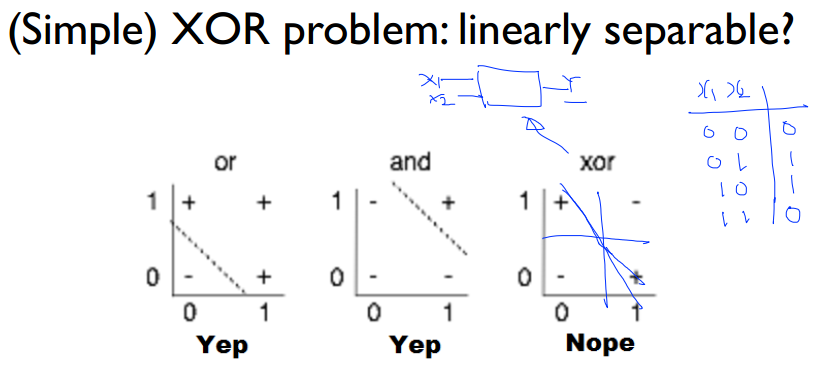 (Simple) XOR problem: linearly separable?
X1
X2
Y
x1 x2
0 0 0
0 1 1
1 0 1
1 1 0
or and xor
1 + + 1 - + 1 + -
0 - + 0 - - 0 - +
0 1 0 1 0 1
Yep Yep Nope